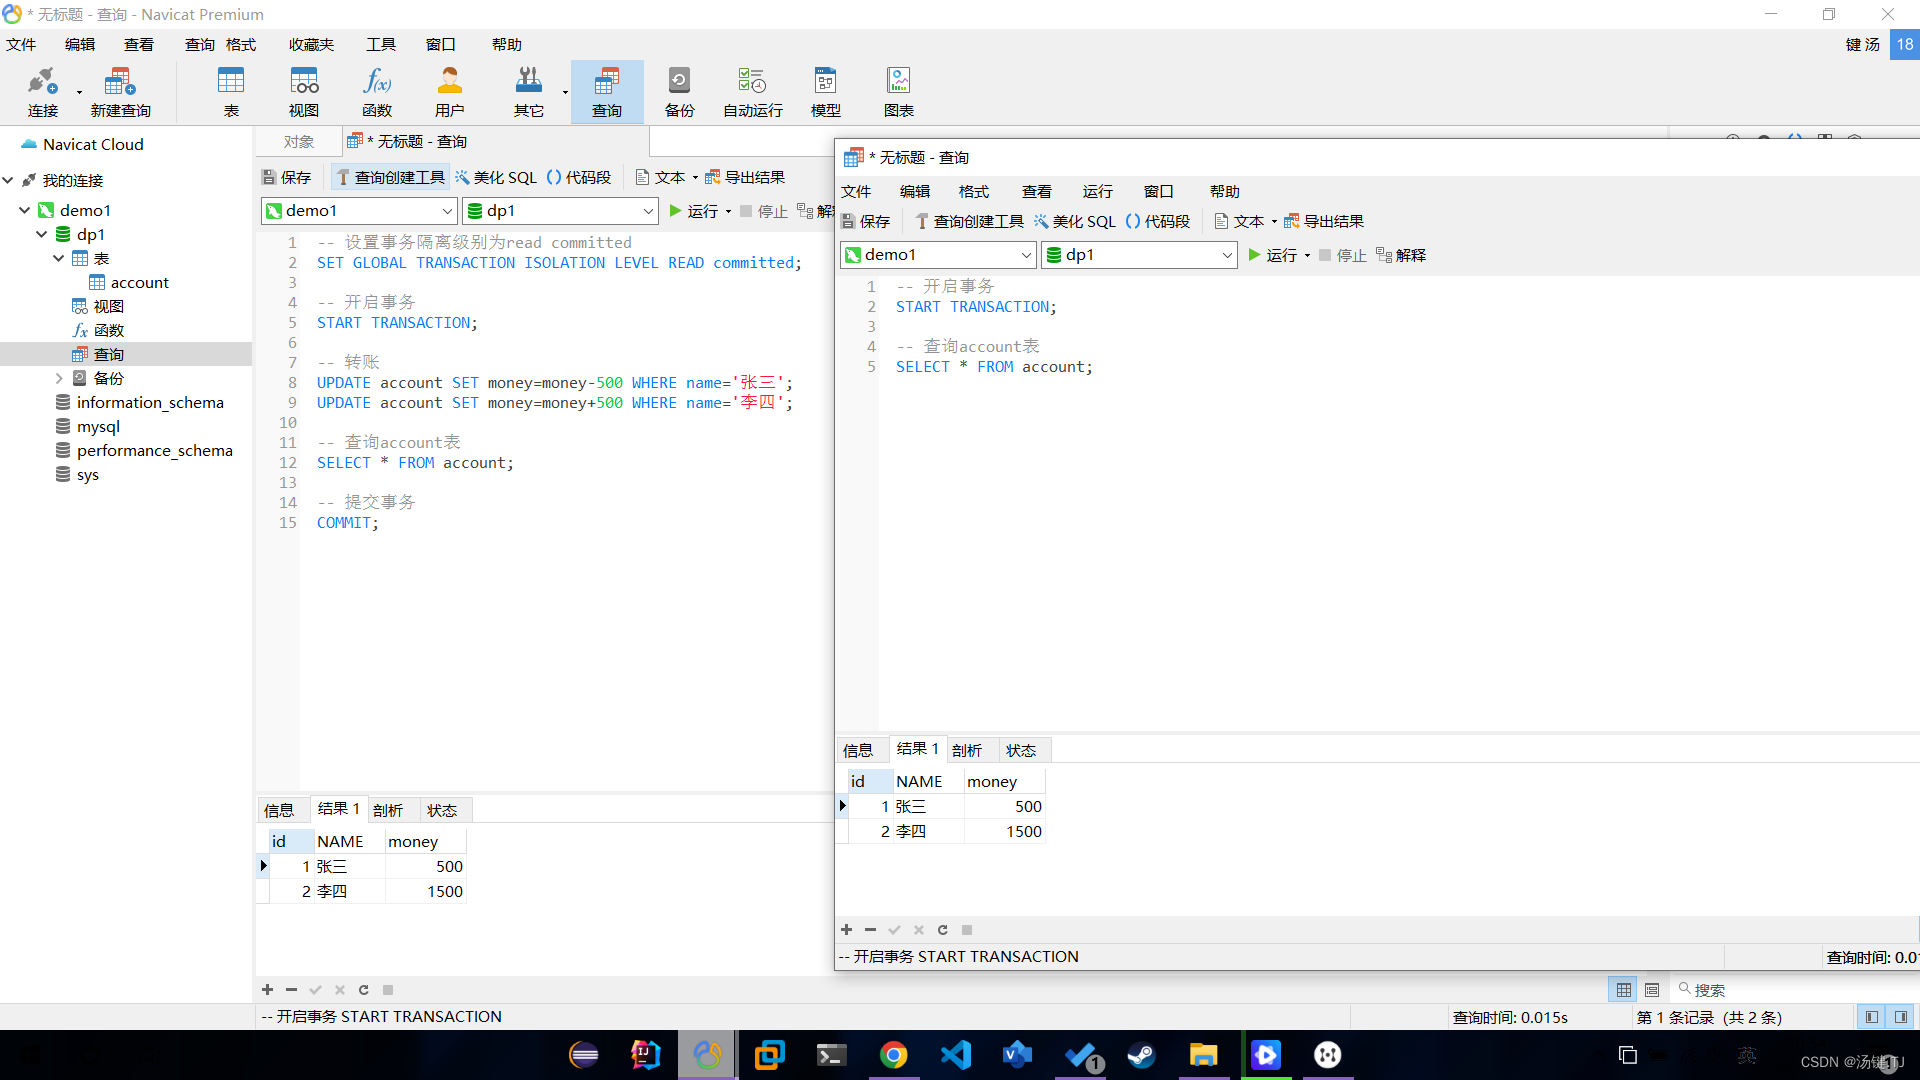 * 无标题 - 查询 - Navicat Premium
文件 编辑 查看 查询 格式 收藏夹 工具 窗口 帮助 键 汤 18
连接 新建查询 表 视图 函数 用户 其它 查询 备份 自动运行 模型 图表
Navicat Cloud
我的连接
demo1
dp1
表
account
视图
函数
查询
备份
information_schema
mysql
performance_schema
sys
对象 * 无标题 - 查询
保存 查询创建工具 美化 SQL 代码段 文本 导出结果
demo1 dp1 运行 停止
1 -- 设置事务隔离级别为read committed
2 SET GLOBAL TRANSACTION ISOLATION LEVEL READ committed;
3
4 -- 开启事务
5 START TRANSACTION;
6
7 -- 转账
8 UPDATE account SET money=money-500 WHERE name='张三';
9 UPDATE account SET money=money+500 WHERE name='李四';
10
11 -- 查询account表
12 SELECT * FROM account;
13
14 -- 提交事务
15 COMMIT;
信息 结果 1 剖析 状态
id NAME money
1 张三 500
2 李四 1500
-- 开启事务 START TRANSACTION
查询时间: 0.015s 第 1 条记录 (共 2 条)
搜索
* 无标题 - 查询
文件 编辑 格式 查看 运行 窗口 帮助
保存 查询创建工具 美化 SQL 代码段 文本 导出结果
demo1 dp1 运行 停止 解释
1 -- 开启事务
2 START TRANSACTION;
3
4 -- 查询account表
5 SELECT * FROM account;
信息 结果 1 剖析 状态
id NAME money
1 张三 500
2 李四 1500
-- 开启事务 START TRANSACTION 查询时间: 0.0
英
CSDN @汤键.TJ